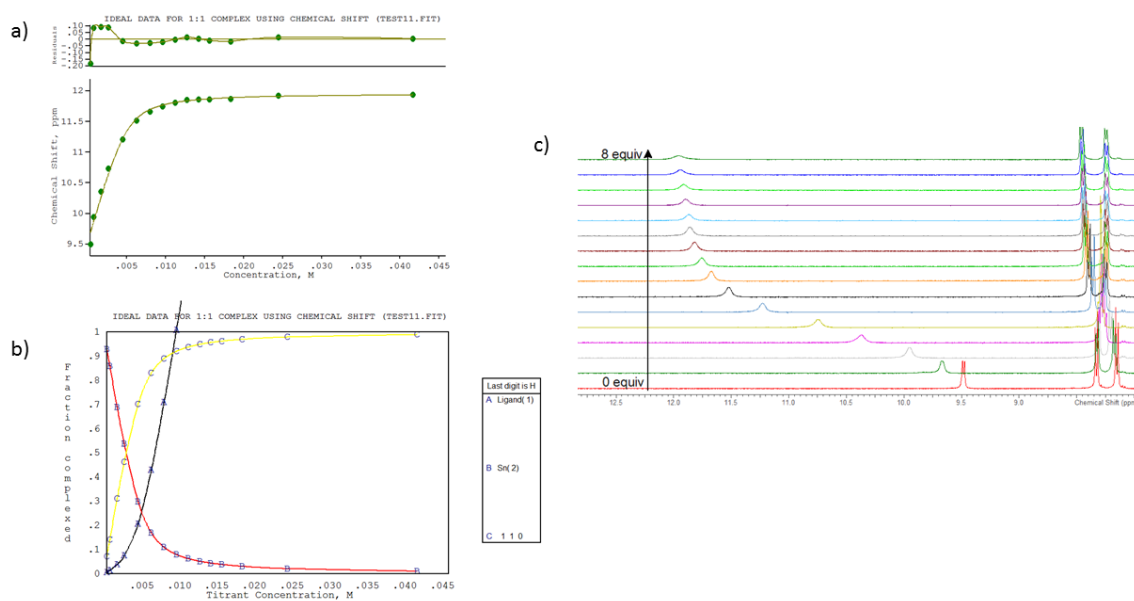 a)
IDEAL DATA FOR 1:1 COMPLEX USING CHEMICAL SHIFT (TEST11.FIT)
Residuals
.10
.05
0
-.05
-.10
-.15
-.20
Chemical Shift, ppm
12
11.5
11
10.5
10
9.5
.005 .010 .015 .020 .025 .030 .035 .040 .045
Concentration, M
b)
IDEAL DATA FOR 1:1 COMPLEX USING CHEMICAL SHIFT (TEST11.FIT)
Fraction complexed
1
.9
.8
.7
.6
.5
.4
.3
.2
.1
0
.005 .010 .015 .020 .025 .030 .035 .040 .045
Titrant Concentration, M
Last digit is H
A Ligand(1)
B Sn(2)
C 1 1 0
c)
8 equiv
0 equiv
12.5 12.0 11.5 11.0 10.5 10.0 9.5 9.0
Chemical Shift (ppm